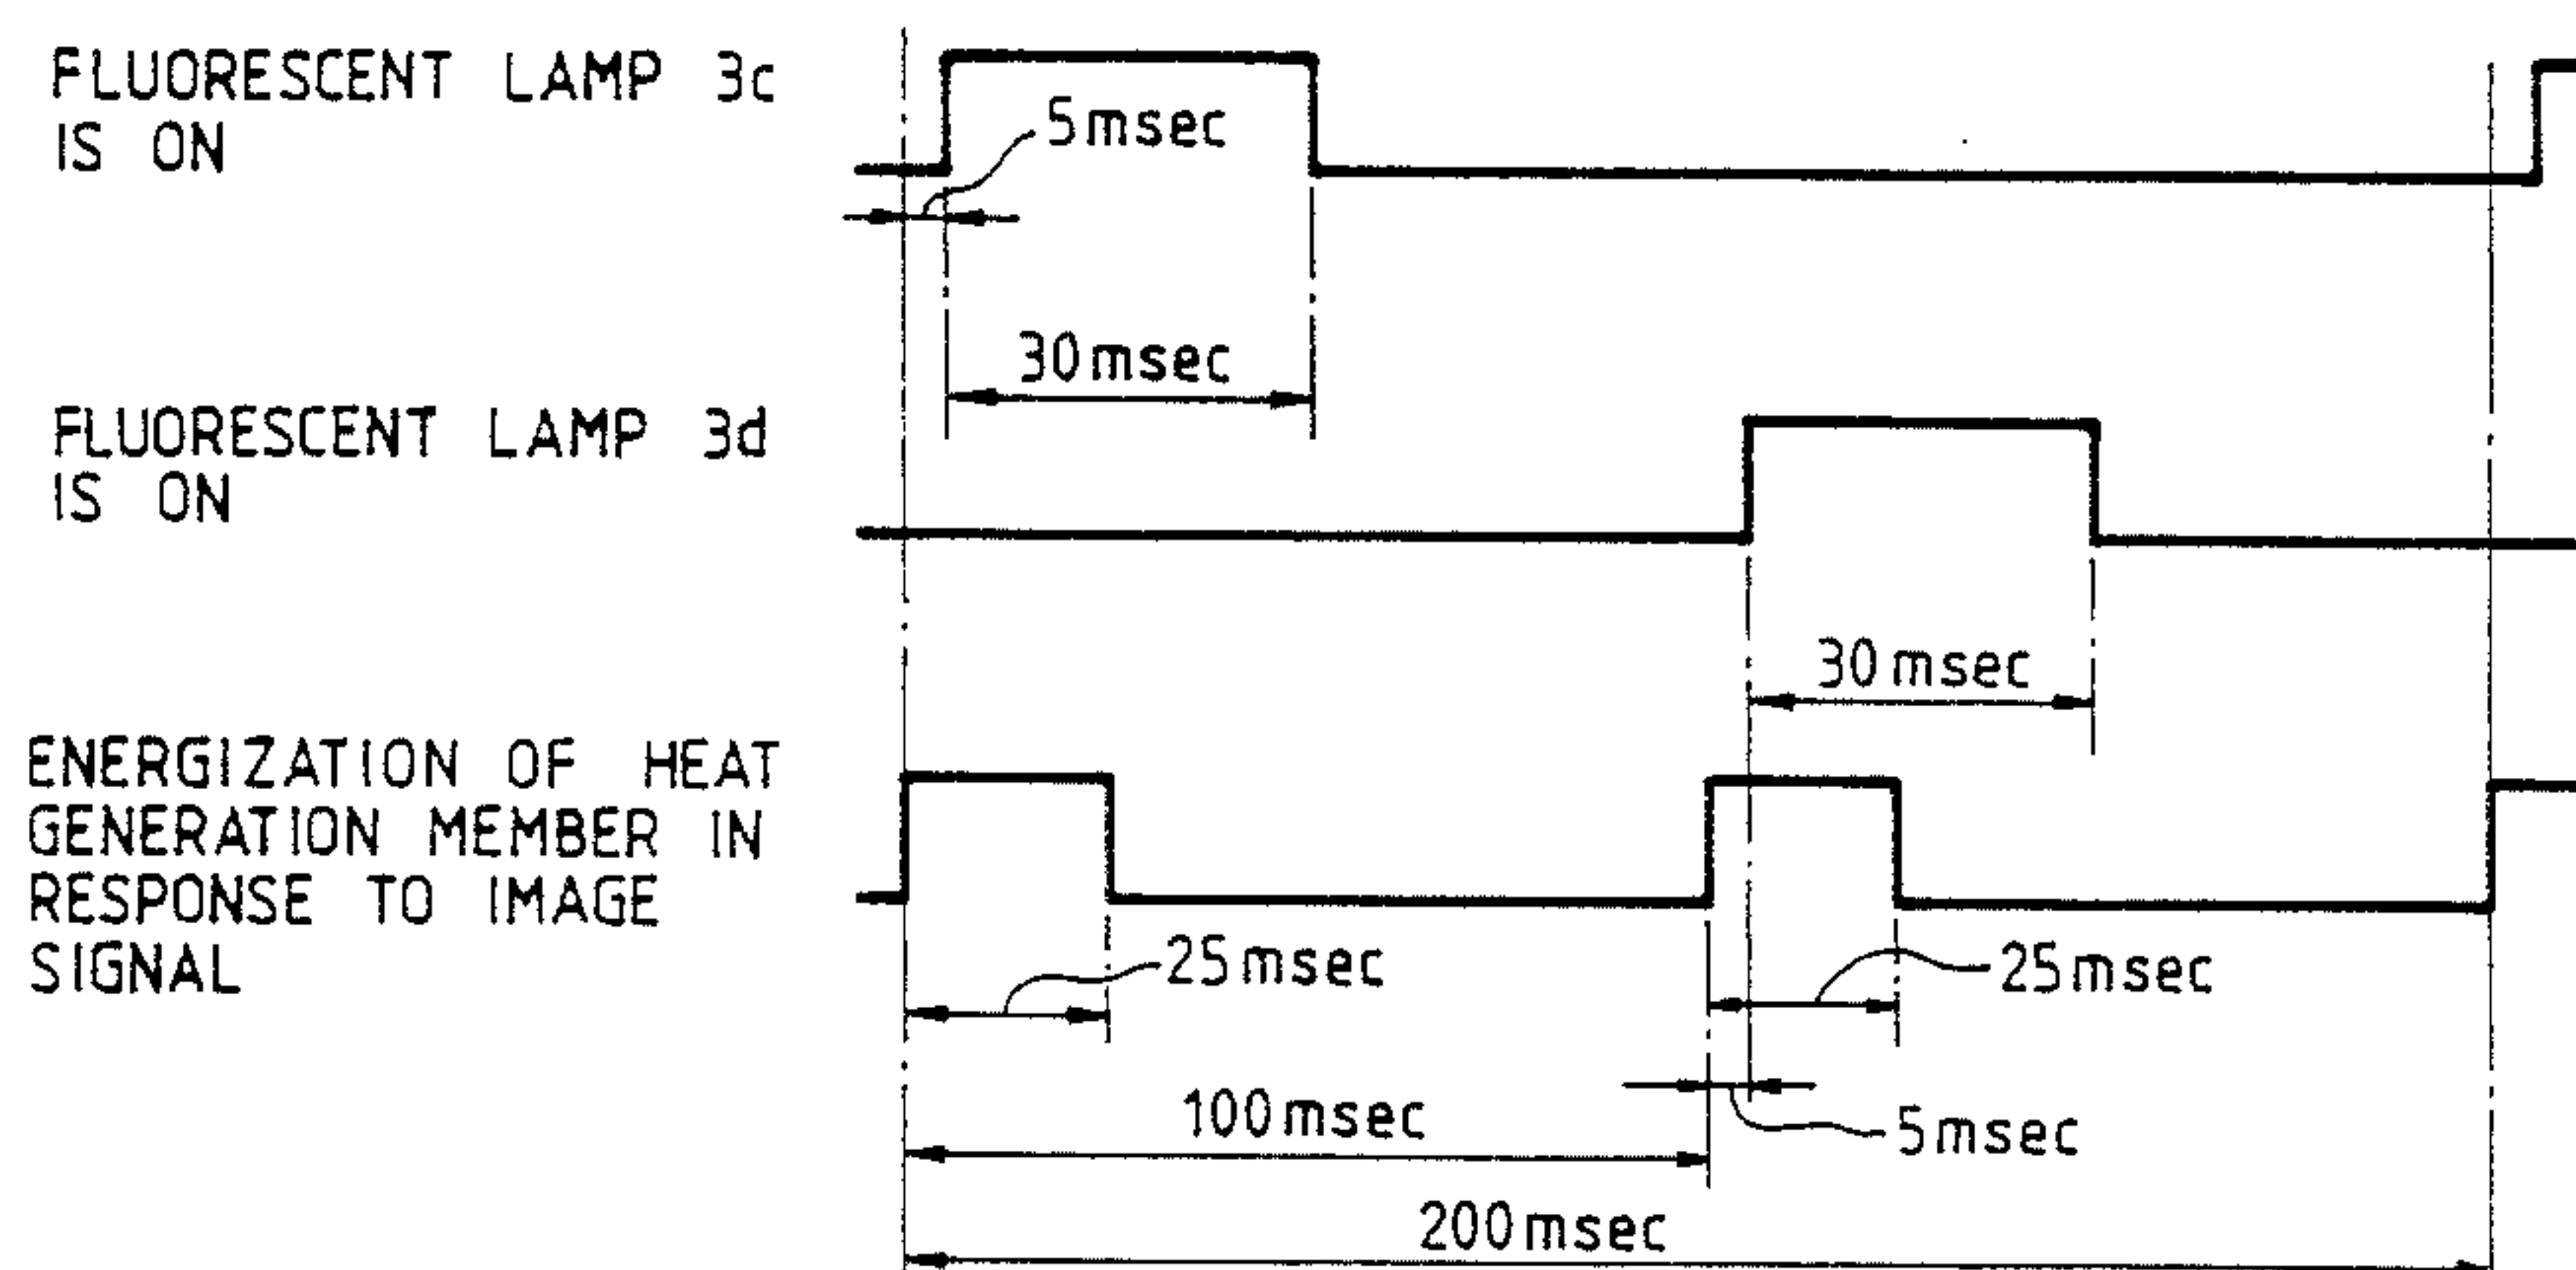 FLUORESCENT LAMP 3c
IS ON
5msec
30msec
FLUORESCENT LAMP 3d
IS ON
30msec
ENERGIZATION OF HEAT
GENERATION MEMBER IN
RESPONSE TO IMAGE
SIGNAL
25msec
25msec
100msec
5msec
200msec